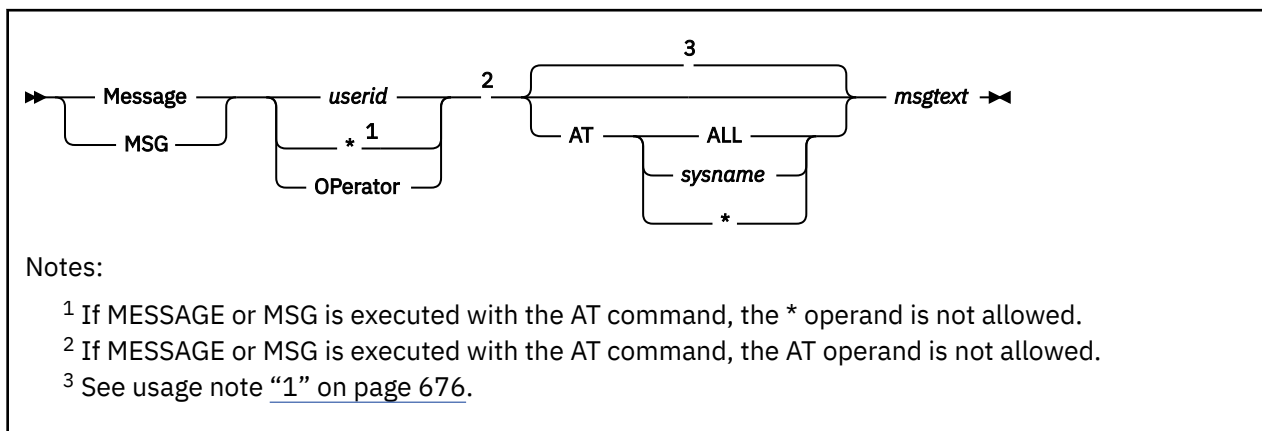 3
Message userid 2 msgtext
MSG * 1 AT ALL
OPerator sysname
*
Notes:
1 If MESSAGE or MSG is executed with the AT command, the * operand is not allowed.
2 If MESSAGE or MSG is executed with the AT command, the AT operand is not allowed.
3 See usage note “1” on page 676.